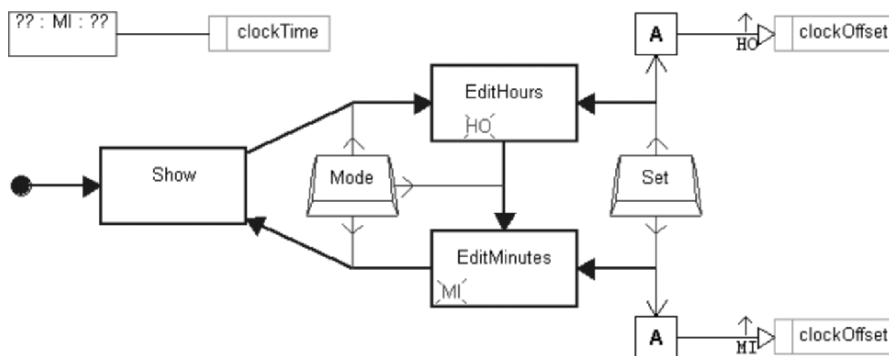 ?? : MI : ??
clockTime
A
HO
clockOffset
EditHours
HO
Show
Mode
Set
EditMinutes
MI
A
MI
clockOffset